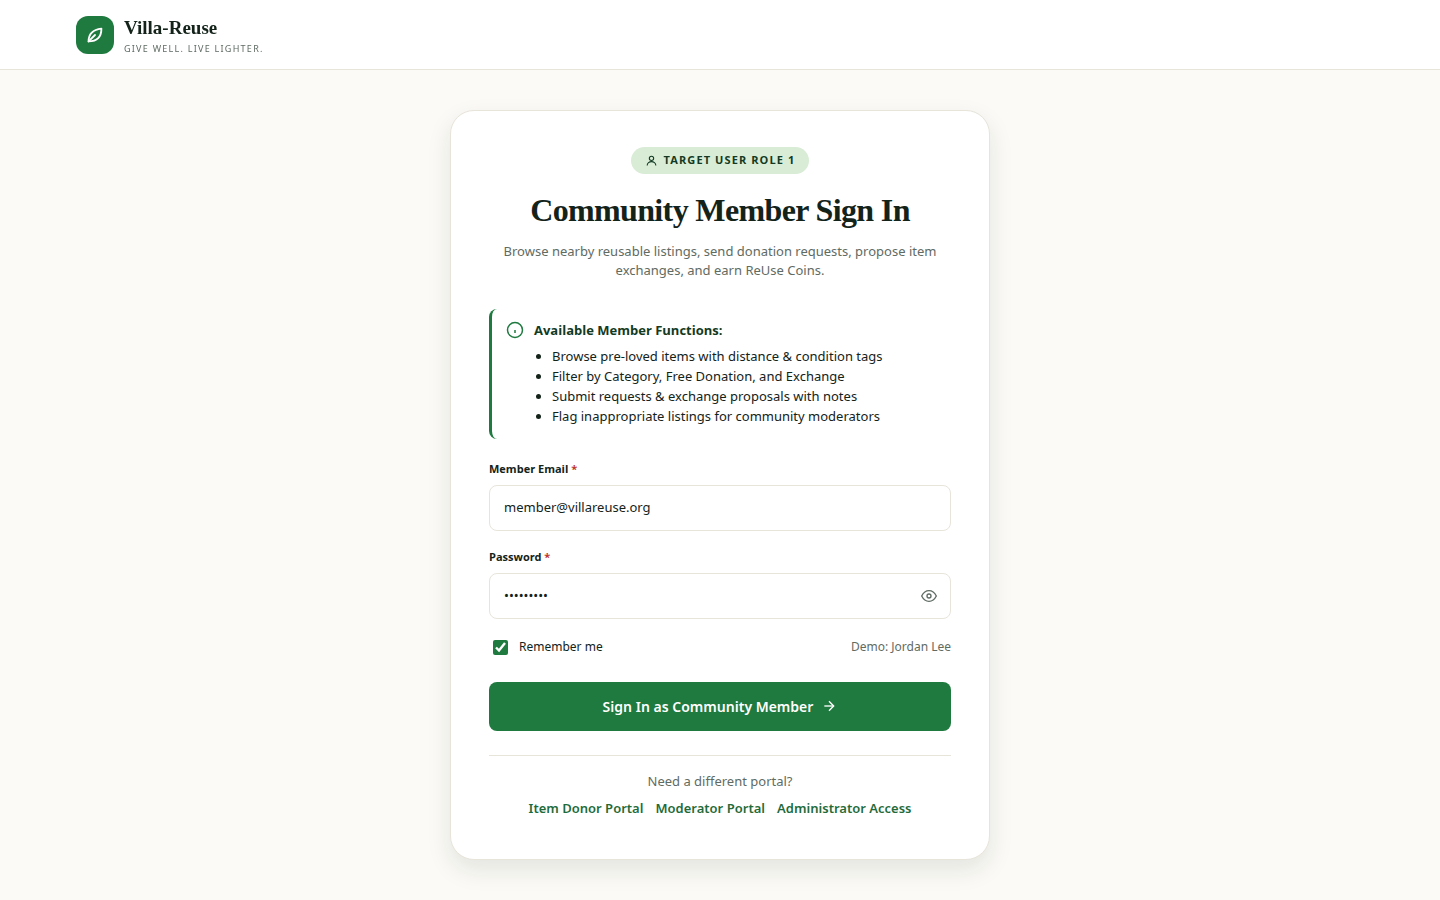 Villa-Reuse
GIVE WELL. LIVE LIGHTER.
TARGET USER ROLE 1
Community Member Sign In
Browse nearby reusable listings, send donation requests, propose item
exchanges, and earn ReUse Coins.
Available Member Functions:
• Browse pre-loved items with distance & condition tags
• Filter by Category, Free Donation, and Exchange
• Submit requests & exchange proposals with notes
• Flag inappropriate listings for community moderators
Member Email *
member@villareuse.org
Password *
•••••••••
Remember me
Demo: Jordan Lee
Sign In as Community Member →
Need a different portal?
Item Donor Portal Moderator Portal Administrator Access